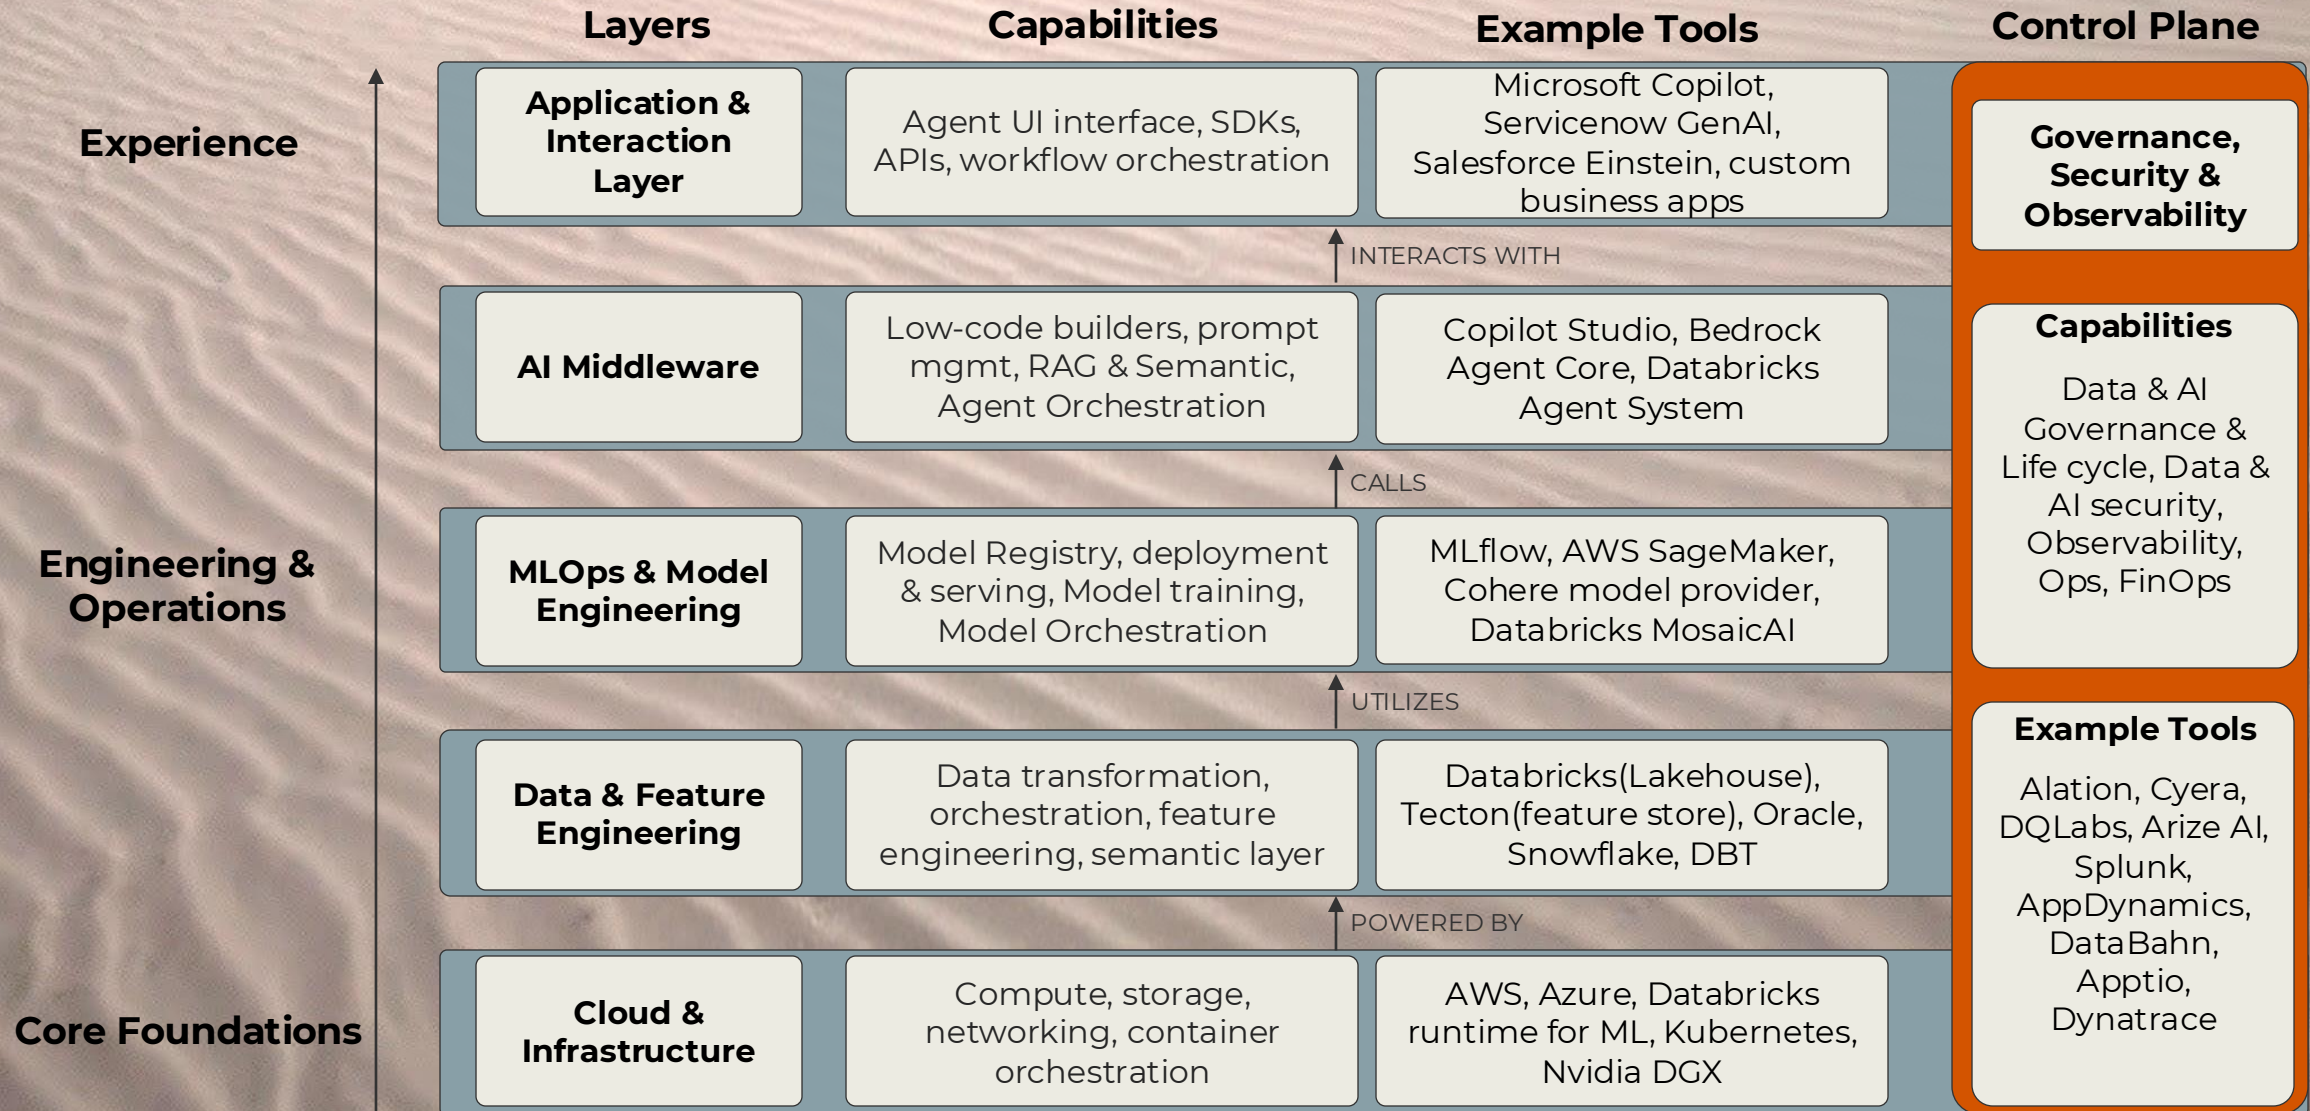 Layers
Capabilities
Example Tools
Control Plane
Experience
Application &
Interaction
Layer
Agent UI interface, SDKs,
APIs, workflow orchestration
Microsoft Copilot,
Servicenow GenAI,
Salesforce Einstein, custom
business apps
INTERACTS WITH
AI Middleware
Low-code builders, prompt
mgmt, RAG & Semantic,
Agent Orchestration
Copilot Studio, Bedrock
Agent Core, Databricks
Agent System
CALLS
Engineering &
Operations
MLOps & Model
Engineering
Model Registry, deployment
& serving, Model training,
Model Orchestration
MLflow, AWS SageMaker,
Cohere model provider,
Databricks MosaicAI
UTILIZES
Data & Feature
Engineering
Data transformation,
orchestration, feature
engineering, semantic layer
Databricks(Lakehouse),
Tecton(feature store), Oracle,
Snowflake, DBT
POWERED BY
Core Foundations
Cloud &
Infrastructure
Compute, storage,
networking, container
orchestration
AWS, Azure, Databricks
runtime for ML, Kubernetes,
Nvidia DGX
Governance,
Security &
Observability
Capabilities
Data & AI
Governance &
Life cycle, Data &
AI security,
Observability,
Ops, FinOps
Example Tools
Alation, Cyera,
DQLabs, Arize AI,
Splunk,
AppDynamics,
DataBahn,
Apptio,
Dynatrace